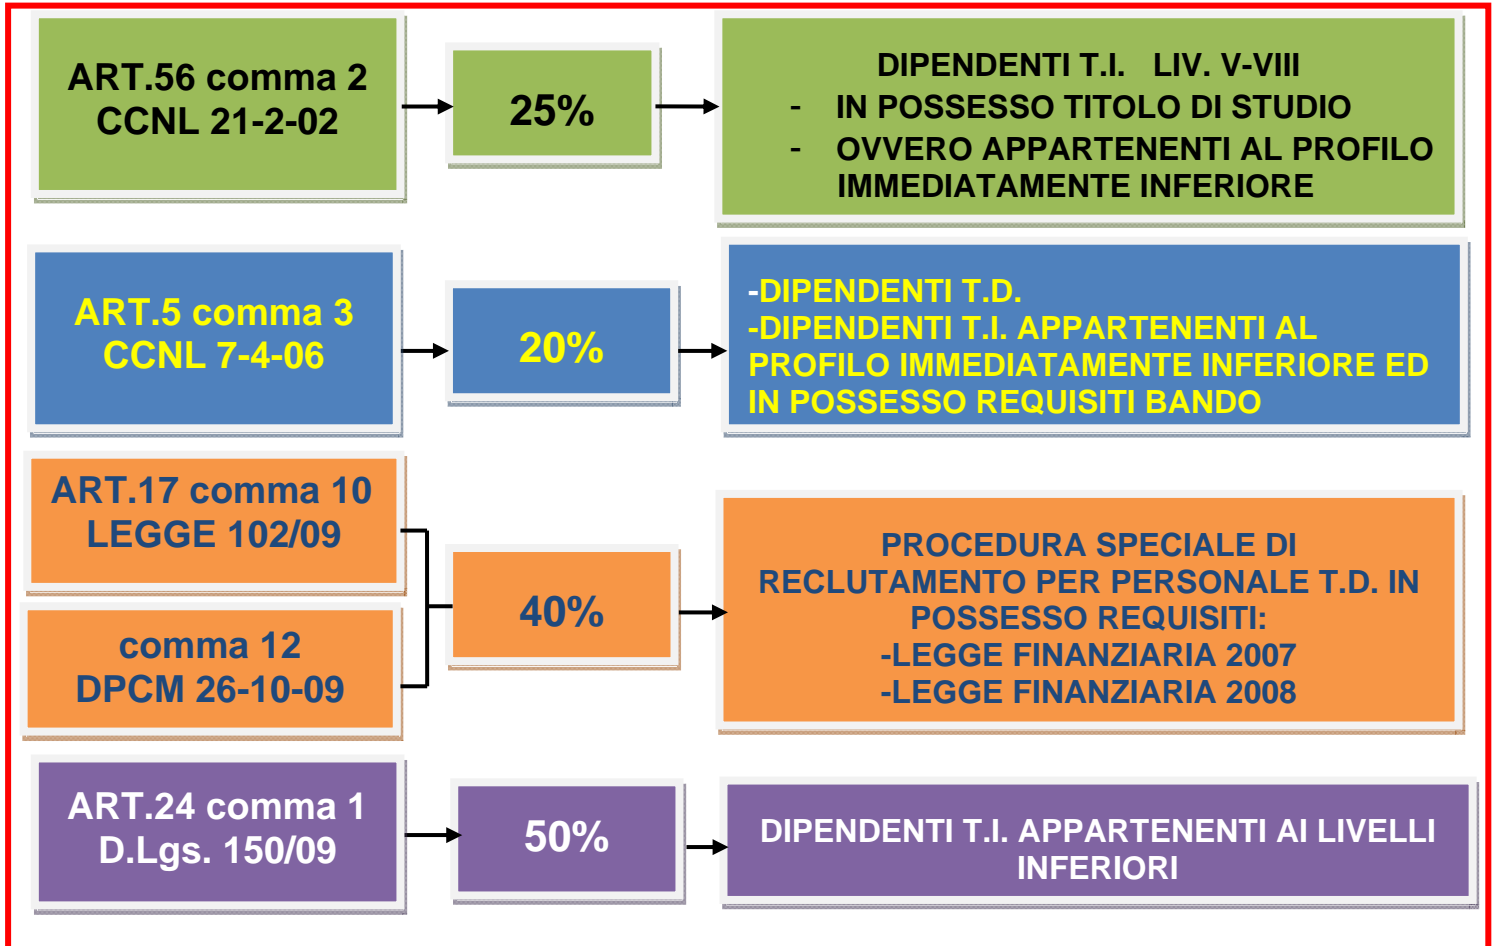 ART.56 comma 2
CCNL 21-2-02
25%
DIPENDENTI T.I. LIV. V-VIII
- IN POSSESSO TITOLO DI STUDIO
- OVVERO APPARTENENTI AL PROFILO
IMMEDIATAMENTE INFERIORE
ART.5 comma 3
CCNL 7-4-06
20%
-DIPENDENTI T.D.
-DIPENDENTI T.I. APPARTENENTI AL
PROFILO IMMEDIATAMENTE INFERIORE ED
IN POSSESSO REQUISITI BANDO
ART.17 comma 10
LEGGE 102/09
comma 12
DPCM 26-10-09
40%
PROCEDURA SPECIALE DI
RECLUTAMENTO PER PERSONALE T.D. IN
POSSESSO REQUISITI:
-LEGGE FINANZIARIA 2007
-LEGGE FINANZIARIA 2008
ART.24 comma 1
D.Lgs. 150/09
50%
DIPENDENTI T.I. APPARTENENTI AI LIVELLI
INFERIORI